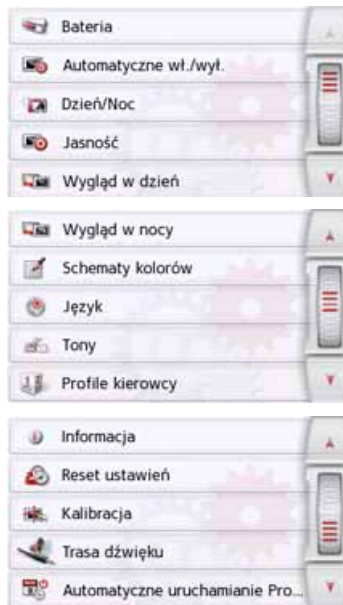 Bateria
Automatyczne wł./wył.
Dzień/Noc
Jasność
Wygląd w dzień
Wygląd w nocy
Schematy kolorów
Język
Tony
Profile kierowcy
Informacja
Reset ustawień
Kalibracja
Trasa dźwięku
Automatyczne uruchamianie Pro...